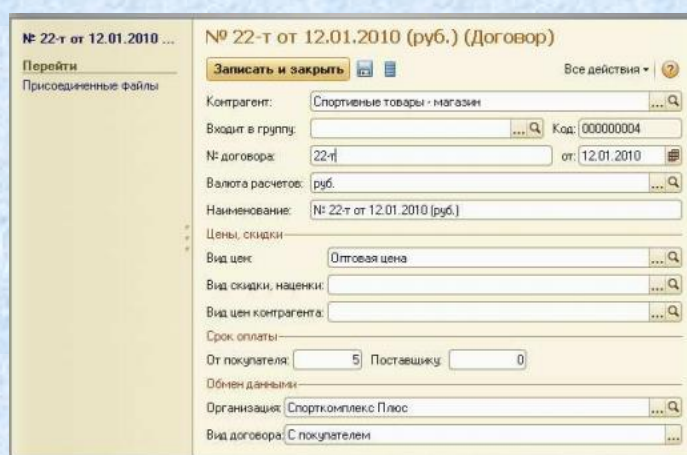 № 22-т от 12.01.2010 ...
Перейти
Присоединенные файлы
№ 22-т от 12.01.2010 (руб.) (Договор)
Записать и закрыть Все действия
Контрагент: Спортивные товары - магазин ...
Входит в группу: ... Код: 000000004
№ договора: 22-т от: 12.01.2010
Валюта расчетов: руб. ...
Наименование: № 22-т от 12.01.2010 (руб.)
Цены, скидки
Вид цен: Оптовая цена ...
Вид скидки, наценки: ...
Вид цен контрагента: ...
Срок оплаты
От покупателя: 5 Поставщику: 0
Обмен данными
Организация: Спорткомплекс Плюс ...
Вид договора: С покупателем ...